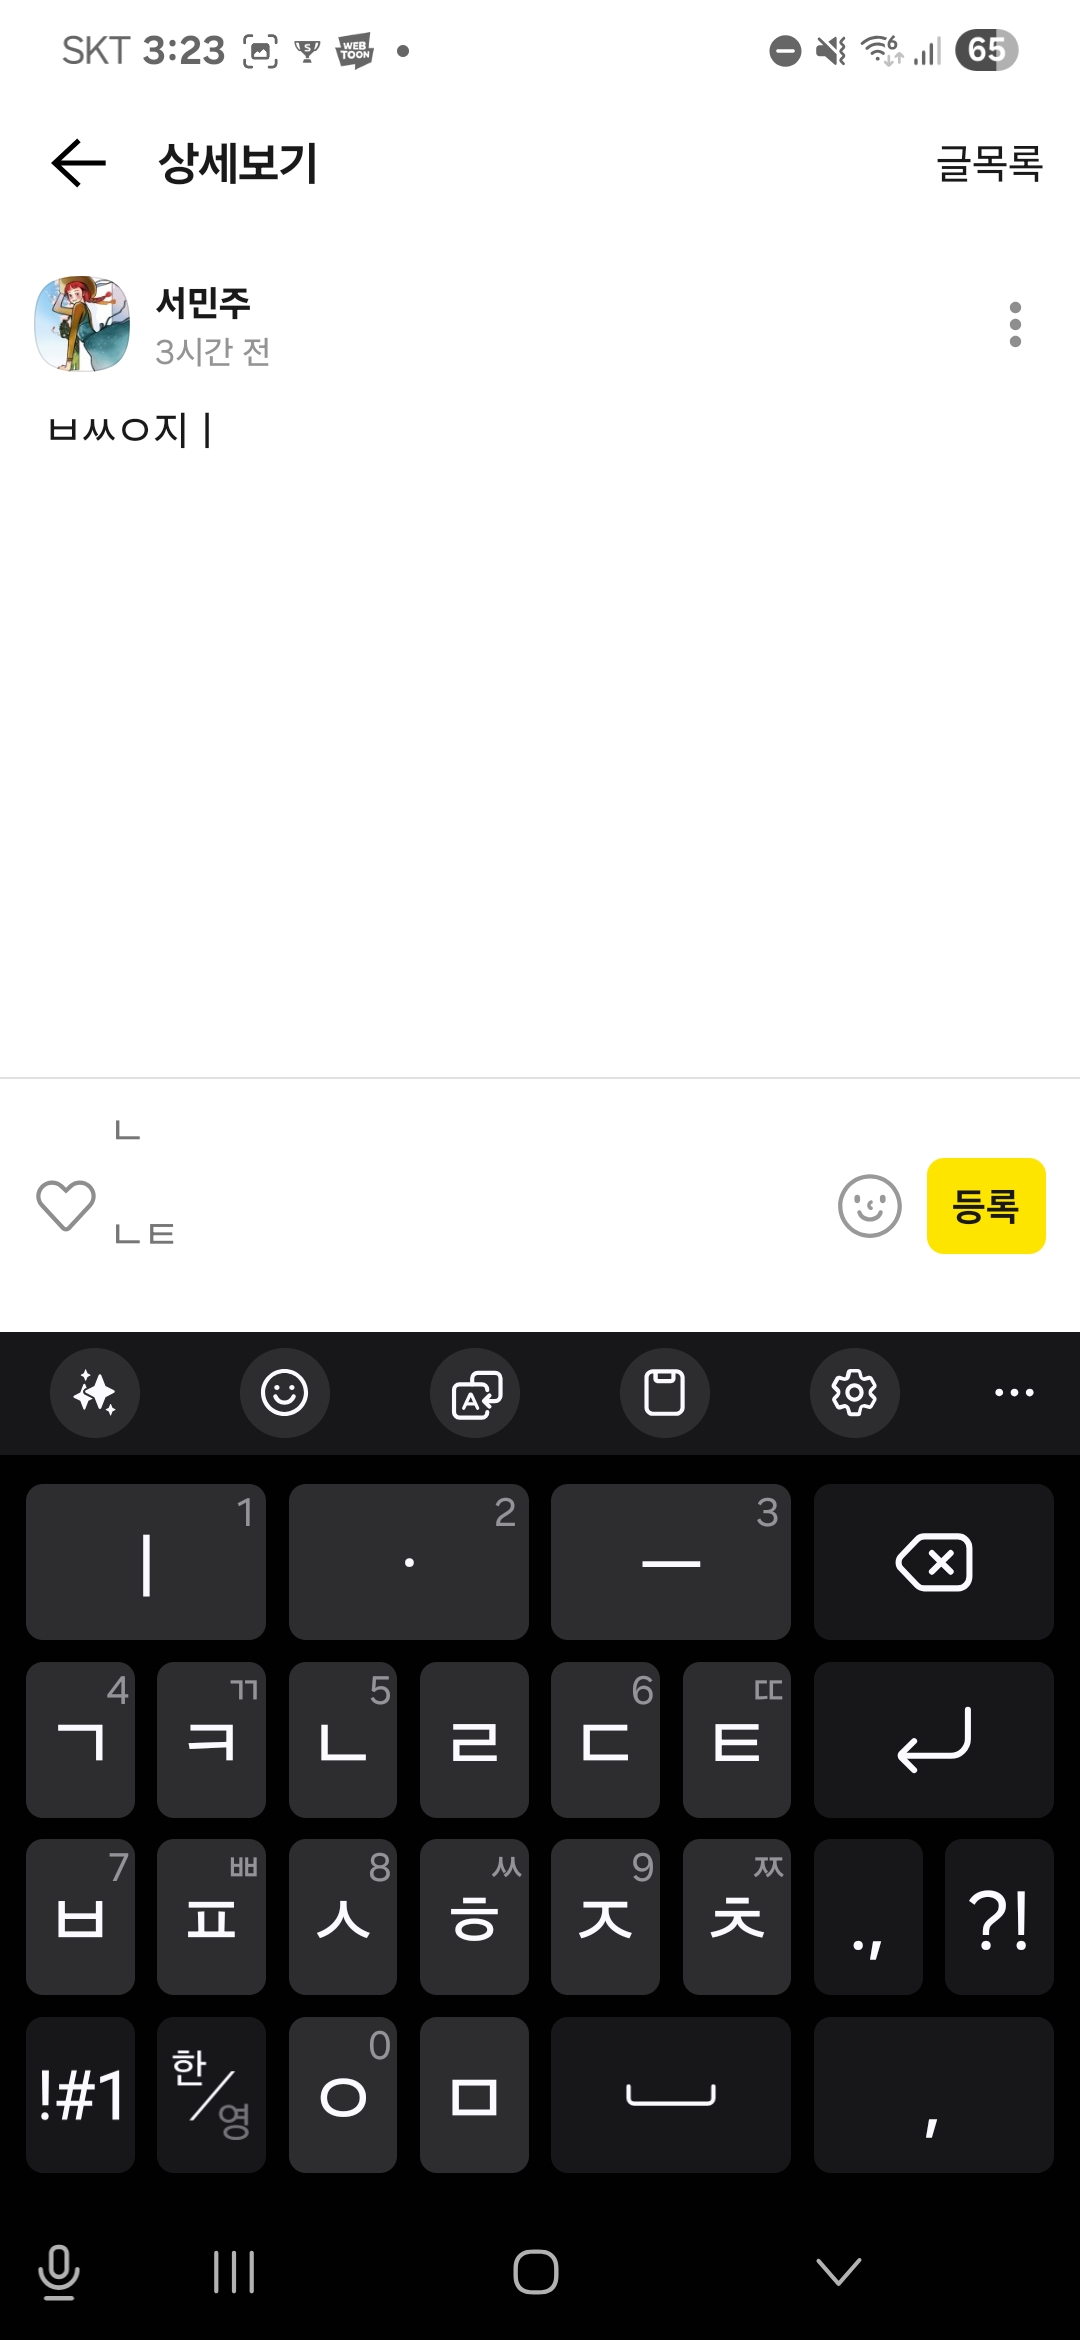 SKT 3:23 S WEB TOON 6 65
상세보기 글목록
서민주
3시간 전
ㅂㅆㅇ지ㅣ
ㄴ
ㄴㅌ
등록
A
ㅣ 1 · 2 ㅡ 3
ㄱ 4 ㅋ ㄲ ㄴ 5 ㄹ ㄷ 6 ㅌ ㄸ
ㅂ 7 ㅍ ㅃ ㅅ 8 ㅎ ㅆ ㅈ 9 ㅊ ㅉ ., ?!
!#1 한/영 ㅇ 0 ㅁ ,